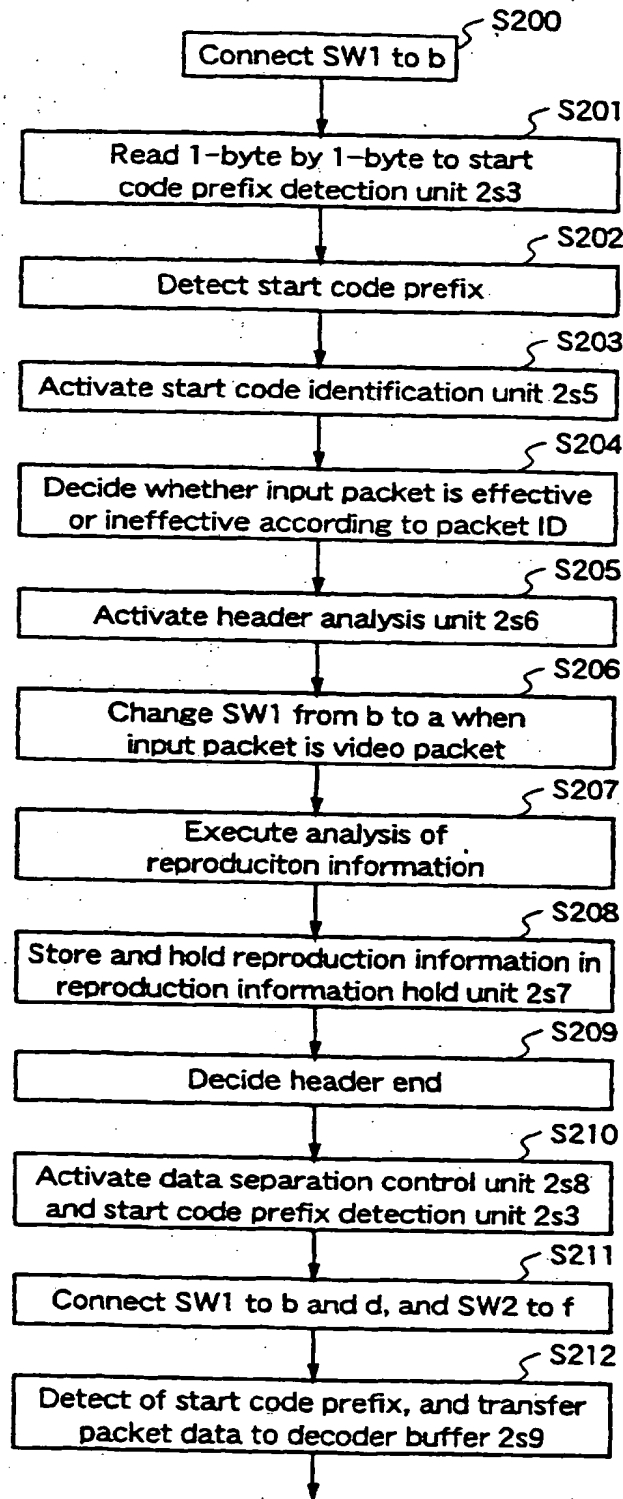 S200
Connect SW1 to b
S201
Read 1-byte by 1-byte to start
code prefix detection unit 2s3
S202
Detect start code prefix
S203
Activate start code identification unit 2s5
S204
Decide whether input packet is effective
or ineffective according to packet ID
S205
Activate header analysis unit 2s6
S206
Change SW1 from b to a when
input packet is video packet
S207
Execute analysis of
reproduciton information
S208
Store and hold reproduction information in
reproduction information hold unit 2s7
S209
Decide header end
S210
Activate data separation control unit 2s8
and start code prefix detection unit 2s3
S211
Connect SW1 to b and d, and SW2 to f
S212
Detect of start code prefix, and transfer
packet data to decoder buffer 2s9